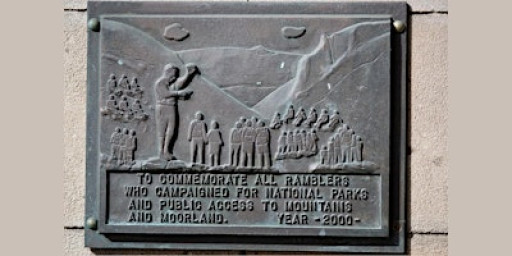 TO COMMEMORATE ALL RAMBLERS
WHO CAMPAIGNED FOR NATIONAL PARKS
AND PUBLIC ACCESS TO MOUNTAINS
AND MOORLAND. YEAR -2000-